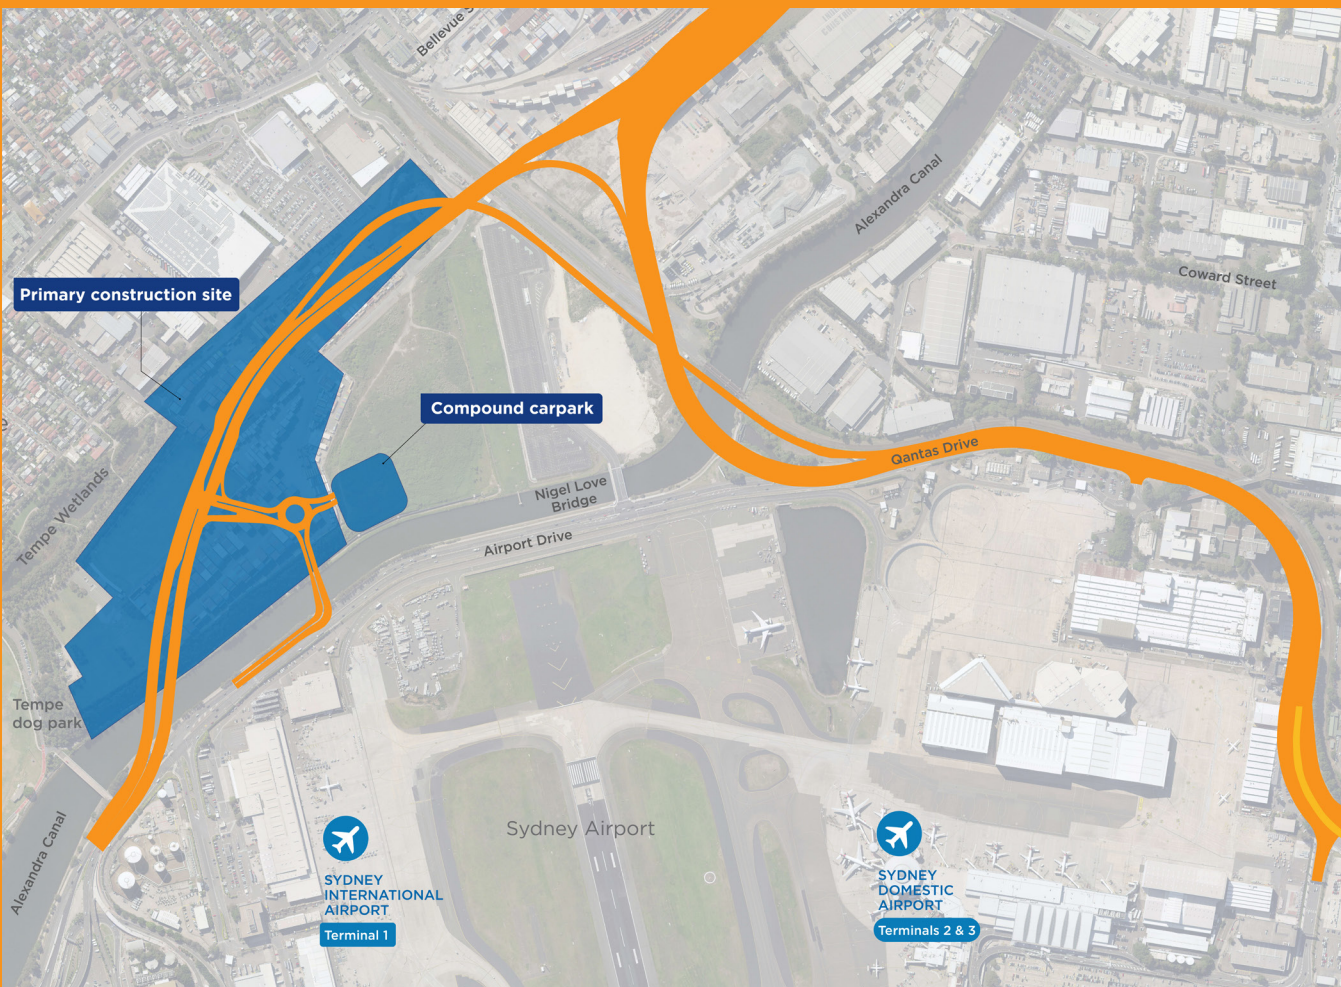 Bellevue S
Alexandra Canal
Coward Street
Primary construction site
Compound carpark
Qantas Drive
Nigel Love
Bridge
Tempe Wetlands
Airport Drive
Tempe
dog park
Alexandra Canal
Sydney Airport
SYDNEY
INTERNATIONAL
AIRPORT
Terminal 1
SYDNEY
DOMESTIC
AIRPORT
Terminals 2 & 3